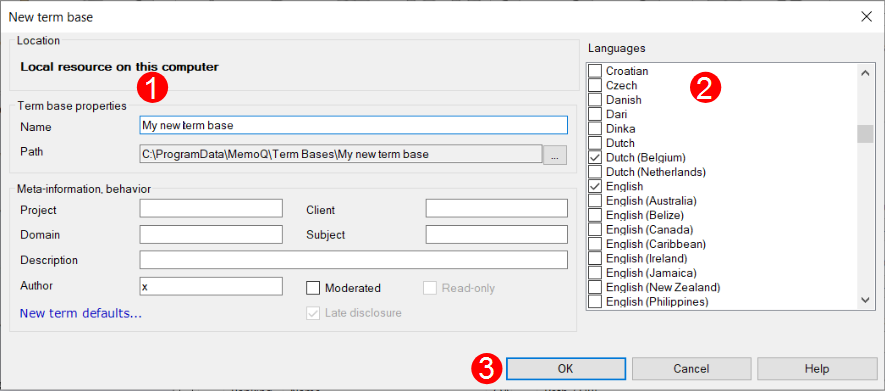 New term base
Location
Local resource on this computer
1
Term base properties
Name
My new term base
Path
C:\ProgramData\MemoQ\Term Bases\My new term base
...
Meta-information, behavior
Project
Client
Domain
Subject
Description
Author
x
Moderated
Read-only
New term defaults...
Late disclosure
Languages
2
Croatian
Czech
Danish
Dari
Dinka
Dutch
Dutch (Belgium)
Dutch (Netherlands)
English
English (Australia)
English (Belize)
English (Canada)
English (Caribbean)
English (Ireland)
English (Jamaica)
English (New Zealand)
English (Philippines)
3
OK
Cancel
Help